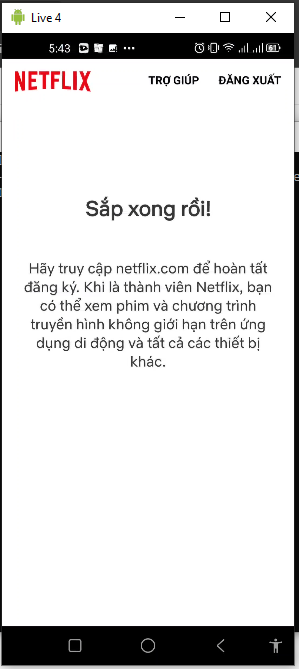 Live 4
5:43
NETFLIX TRỢ GIÚP ĐĂNG XUẤT
Sắp xong rồi!
Hãy truy cập netflix.com để hoàn tất
đăng ký. Khi là thành viên Netflix, bạn
có thể xem phim và chương trình
truyền hình không giới hạn trên ứng
dụng di động và tất cả các thiết bị
khác.